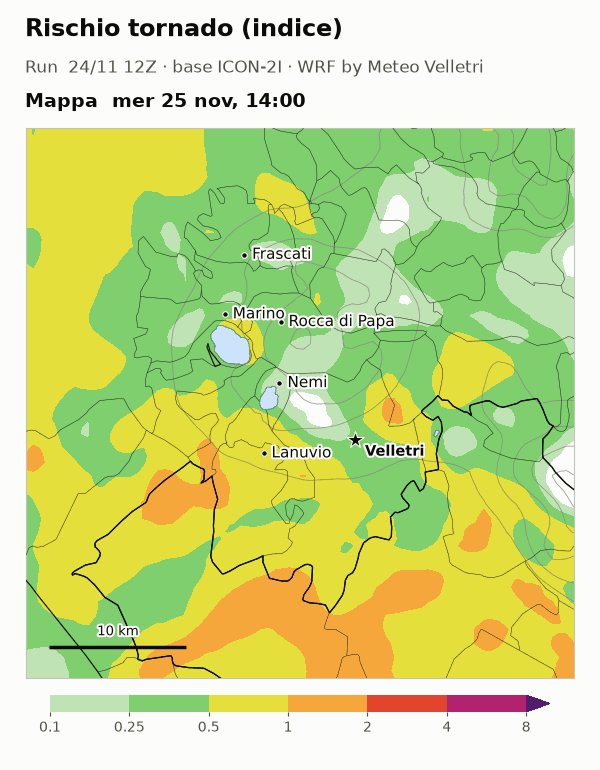 Rischio tornado (indice)
Run 24/11 12Z · base ICON-2I · WRF by Meteo Velletri
Mappa mer 25 nov, 14:00
Frascati
Marino
Rocca di Papa
Nemi
Velletri
Lanuvio
10 km
0.1 0.25 0.5 1 2 4 8